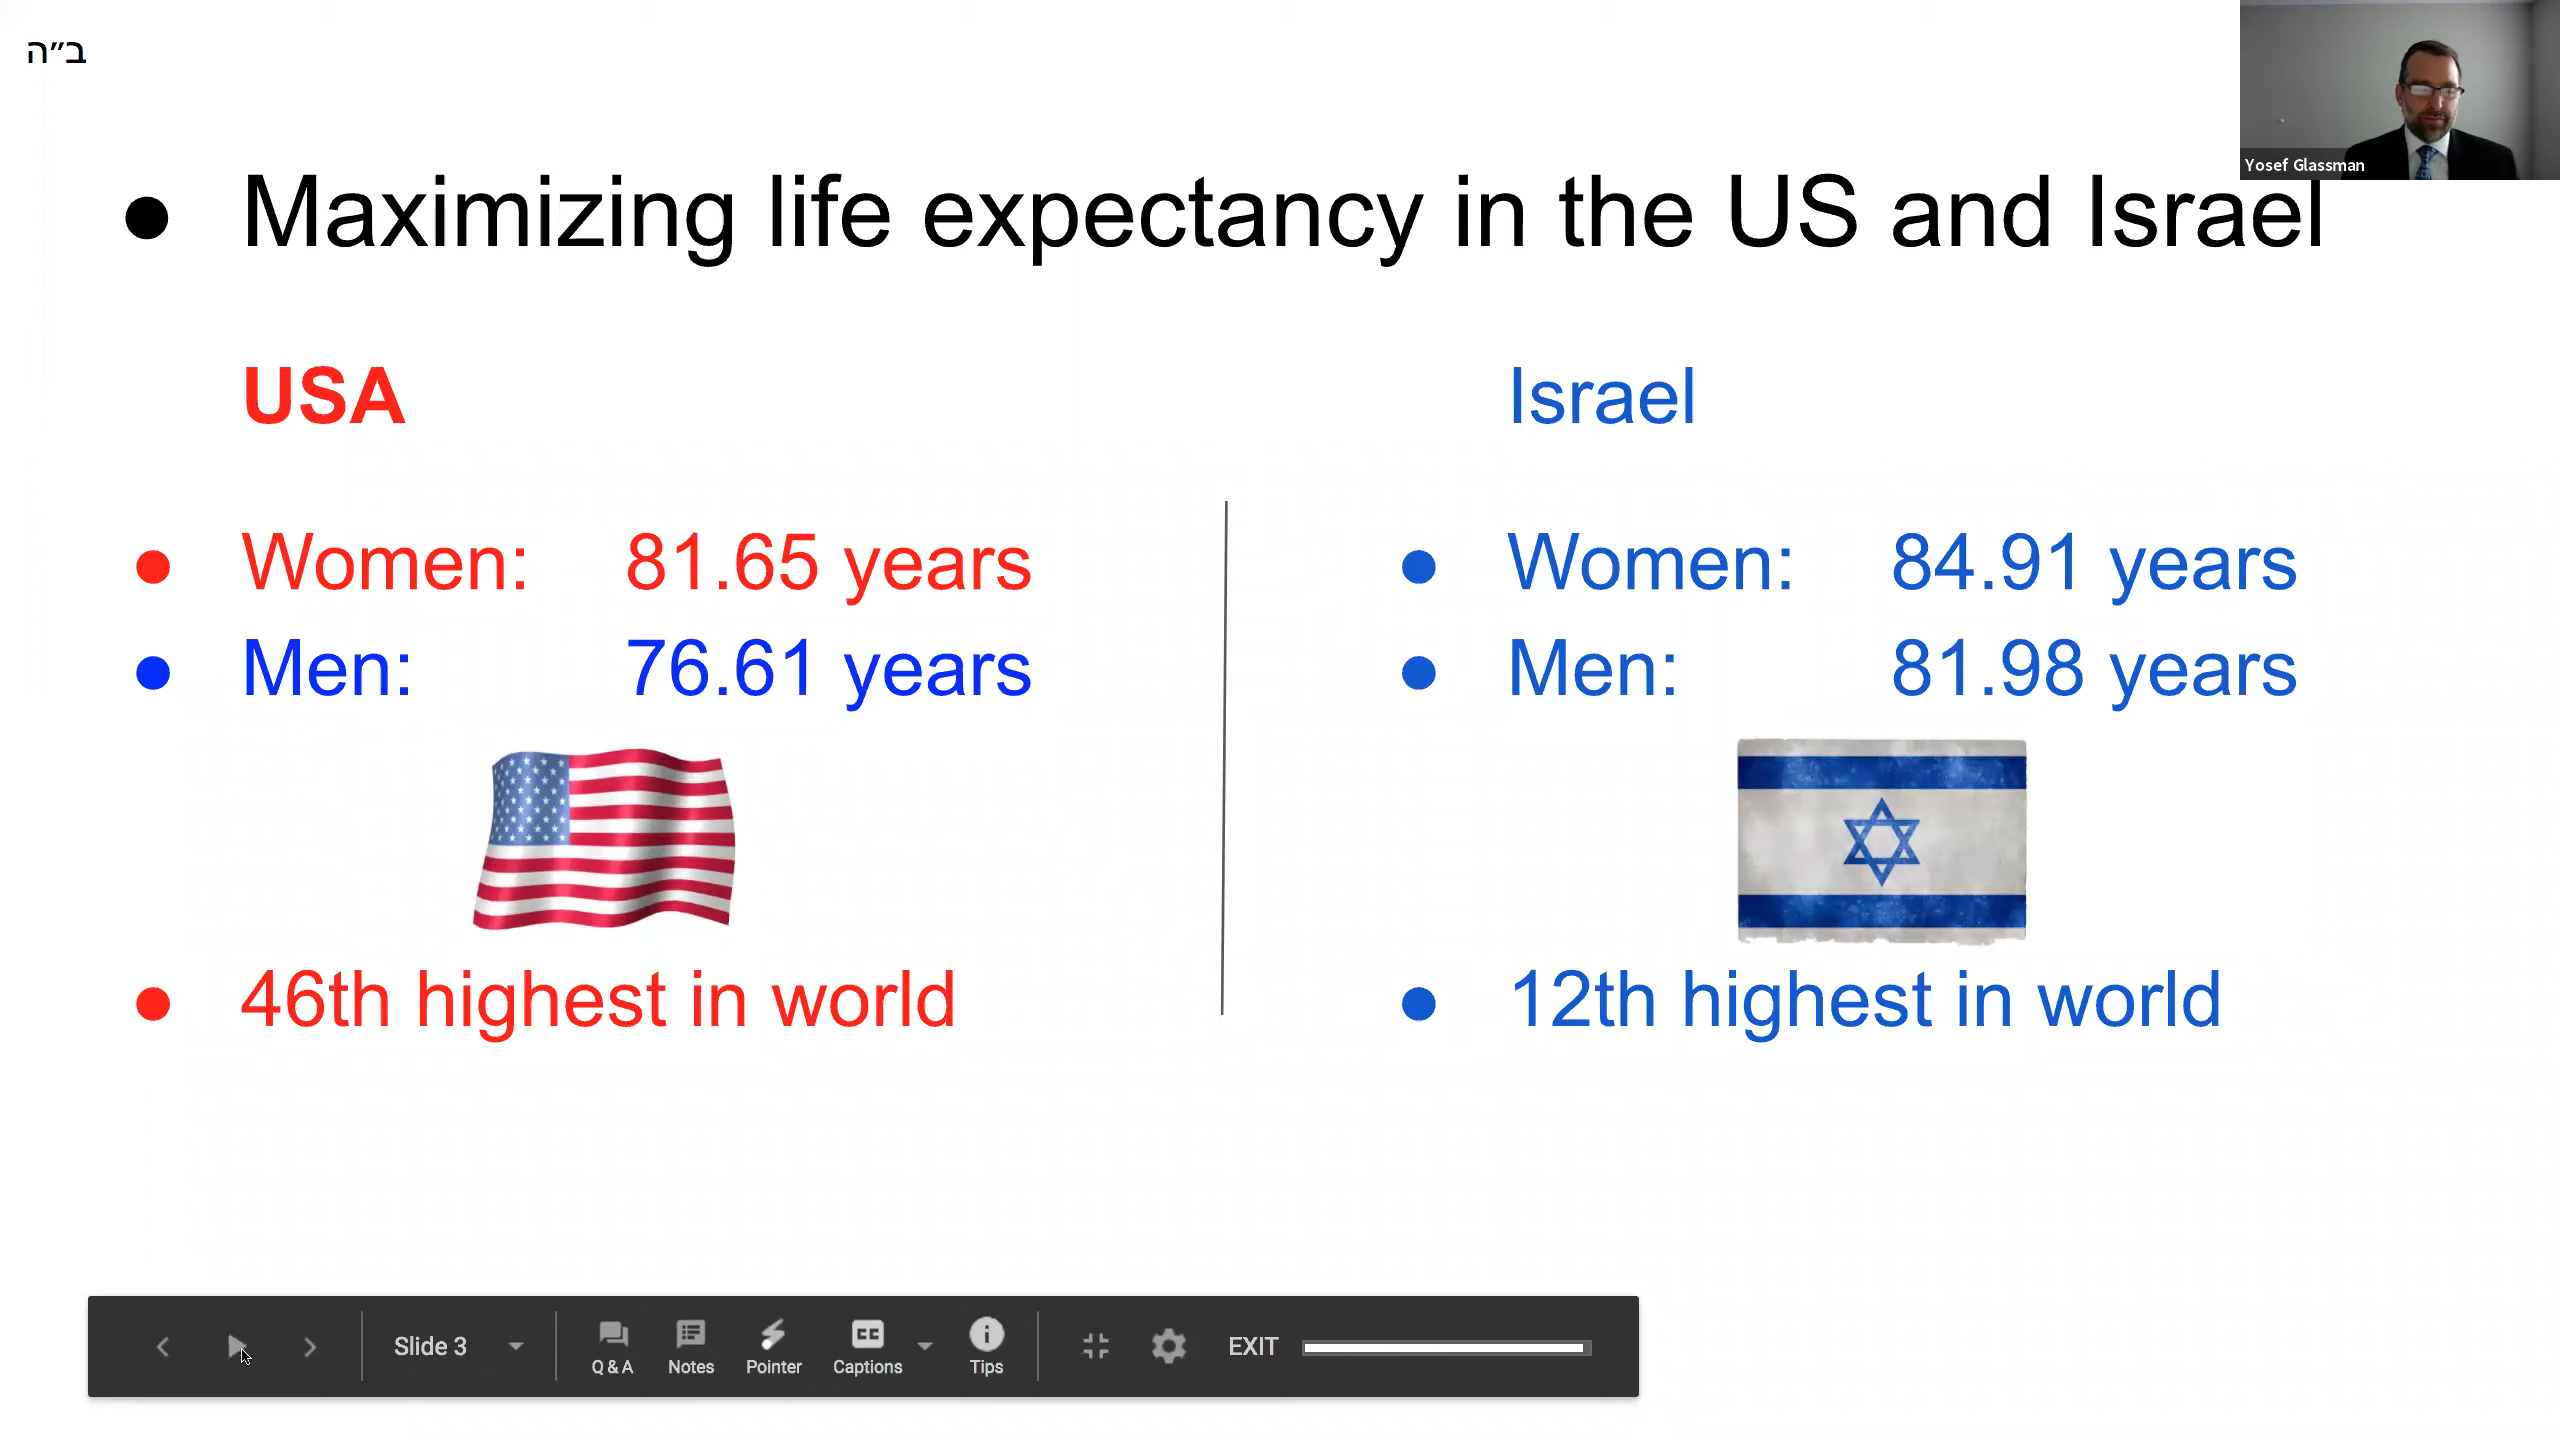 ב״ה
Yosef Glassman
● Maximizing life expectancy in the US and Israel
USA
● Women: 81.65 years
● Men: 76.61 years
● 46th highest in world
Israel
● Women: 84.91 years
● Men: 81.98 years
● 12th highest in world
Slide 3
Q & A
Notes
Pointer
CC
Captions
Tips
EXIT